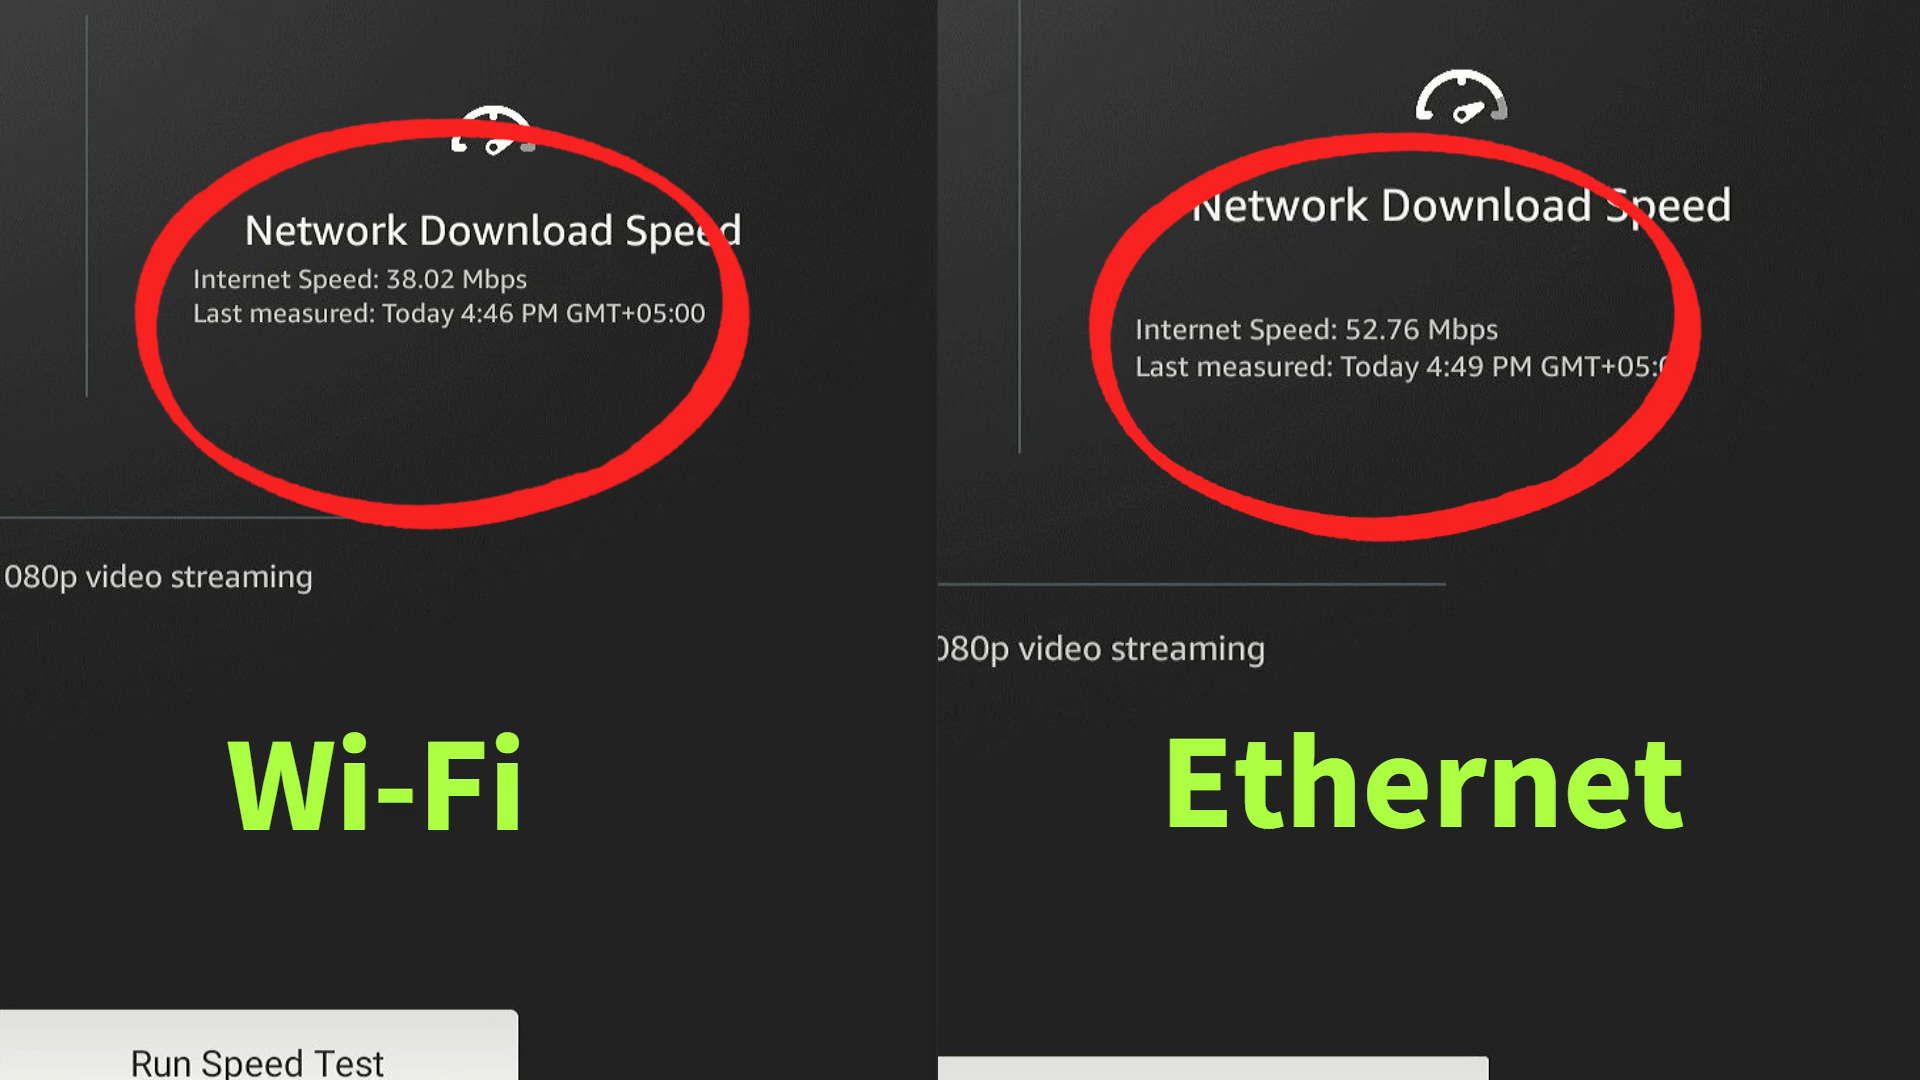 Network Download Speed
Internet Speed: 38.02 Mbps
Last measured: Today 4:46 PM GMT+05:00
080p video streaming
Wi-Fi
Run Speed Test
Network Download Speed
Internet Speed: 52.76 Mbps
Last measured: Today 4:49 PM GMT+05:0
080p video streaming
Ethernet